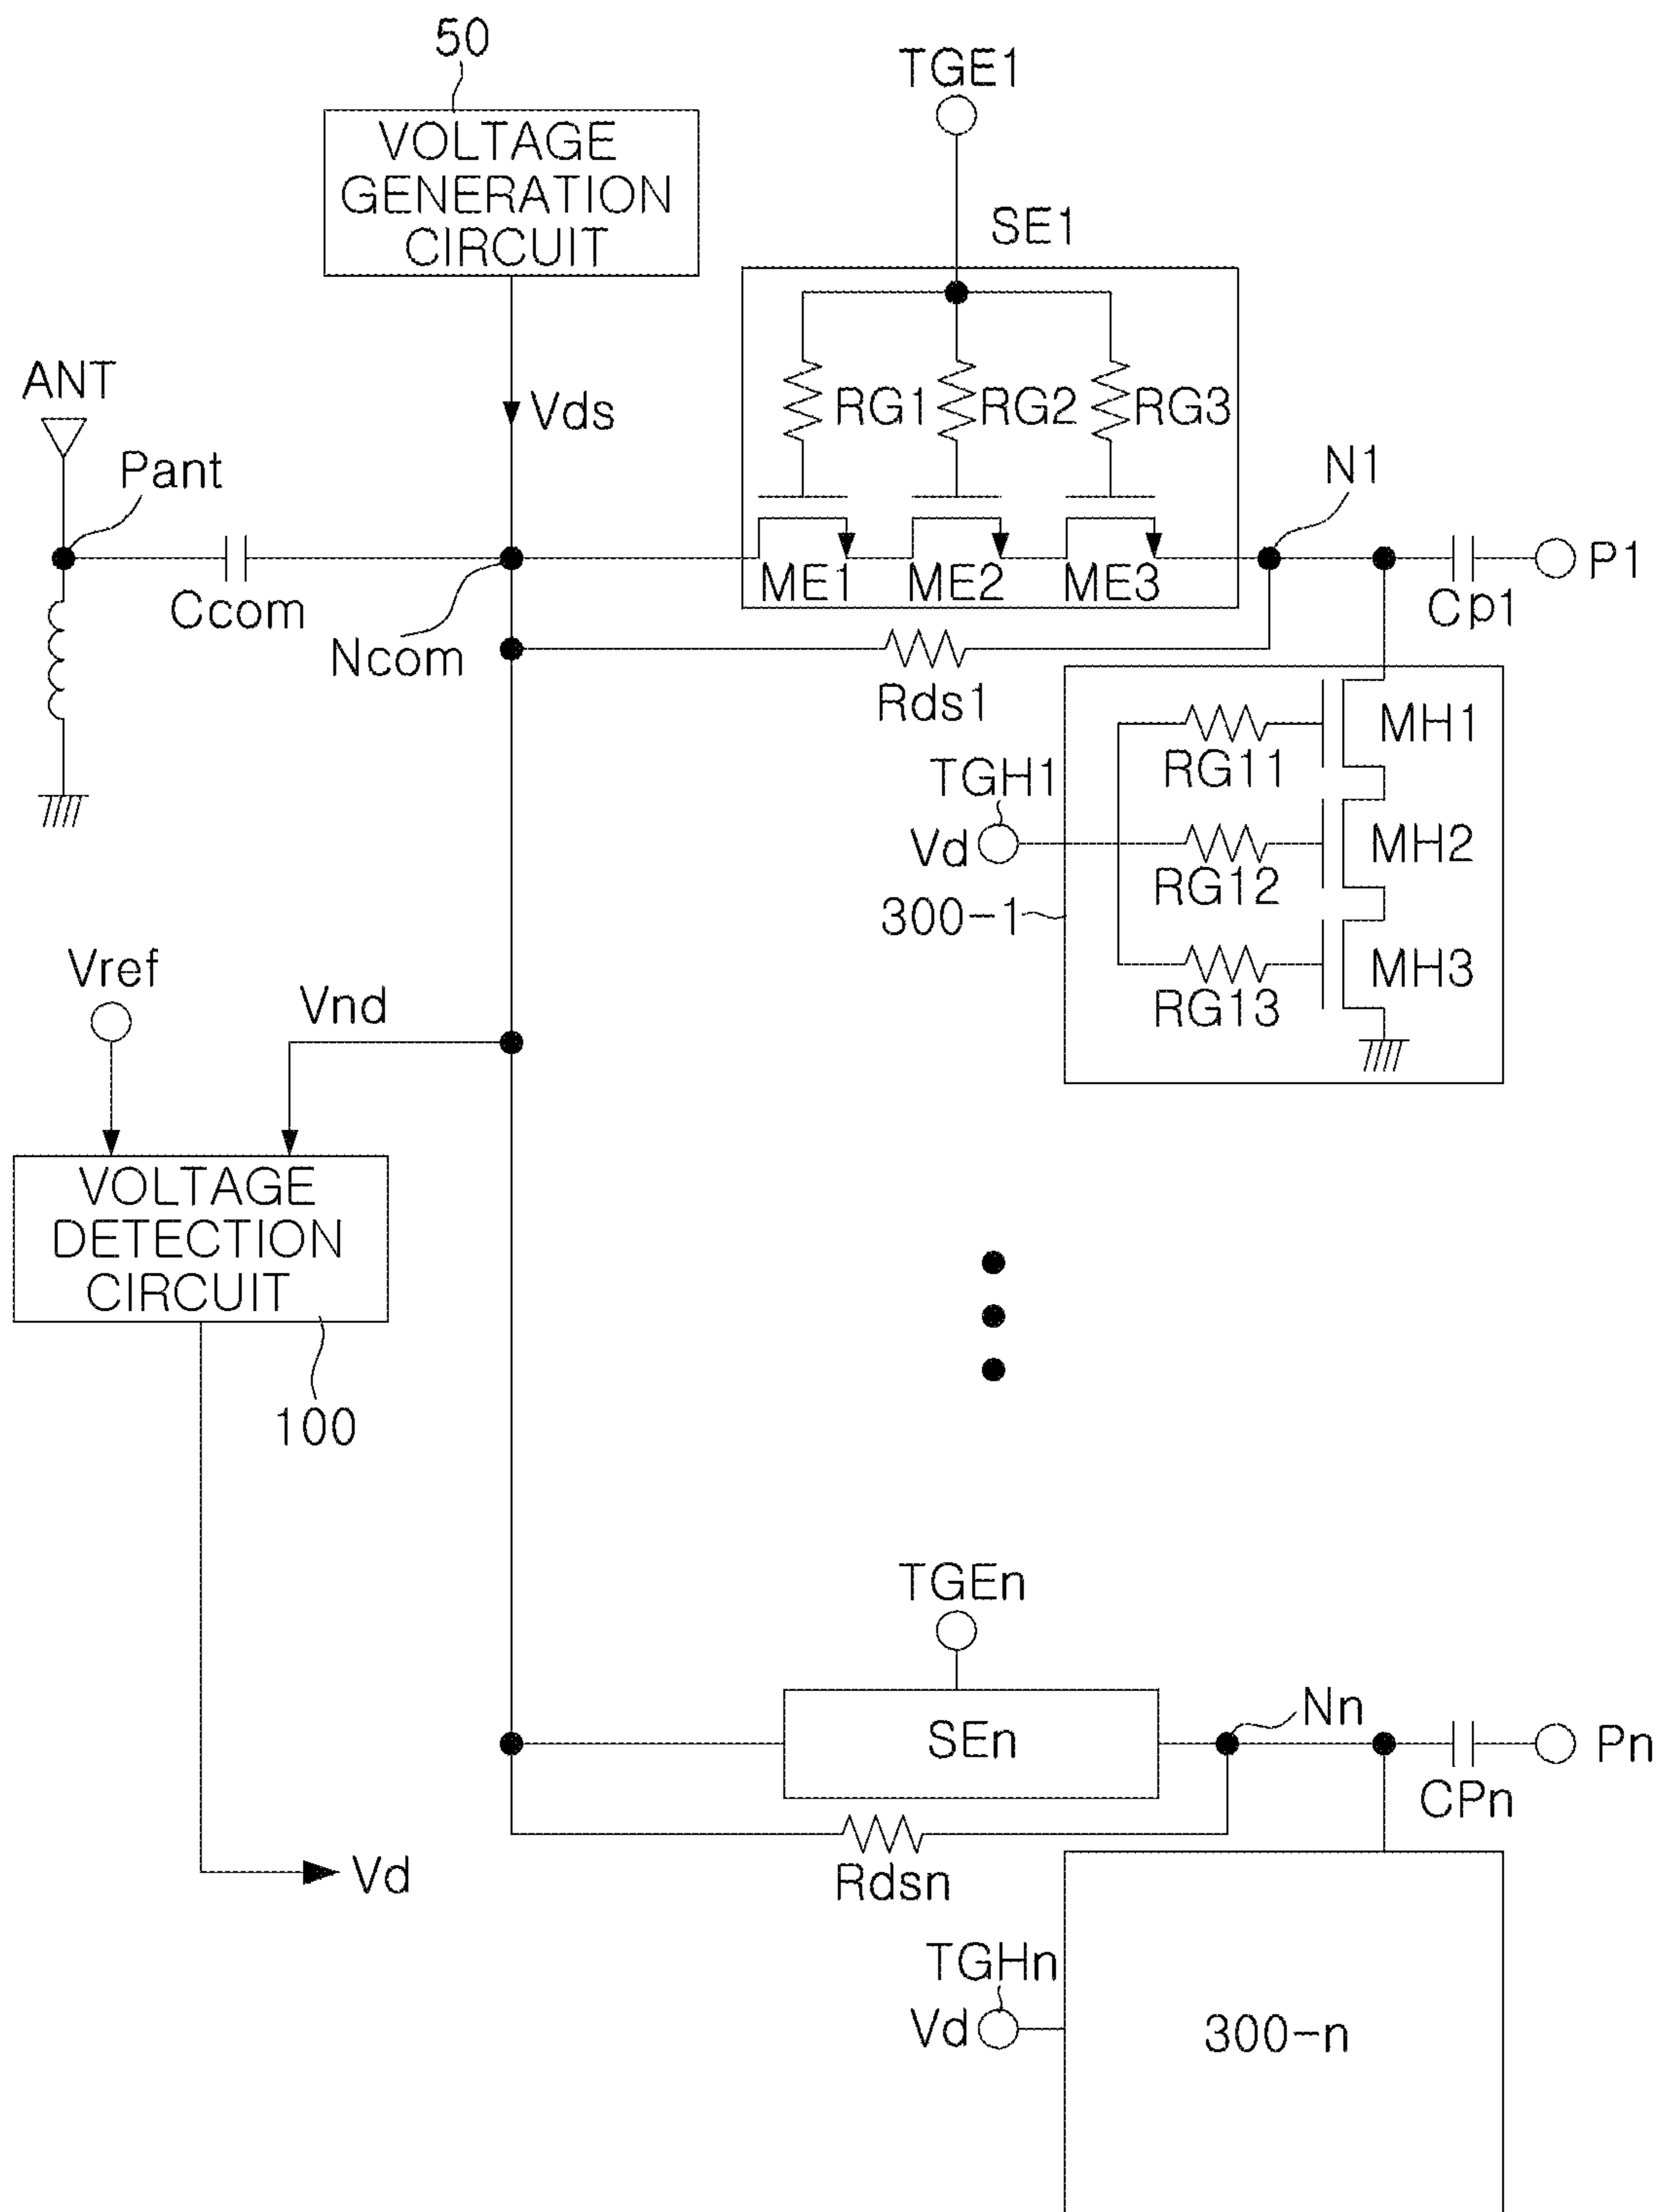 50
VOLTAGE
GENERATION
CIRCUIT
TGE1
SE1
RG1
RG2
RG3
ANT
Vds
Pant
N1
ME1
ME2
ME3
P1
Ccom
Cp1
Ncom
Rds1
MH1
RG11
TGH1
Vd
MH2
RG12
300-1
MH3
RG13
Vref
Vnd
VOLTAGE
DETECTION
CIRCUIT
100
TGEn
SEn
Nn
Pn
CPn
Rdsn
Vd
TGHn
Vd
300-n